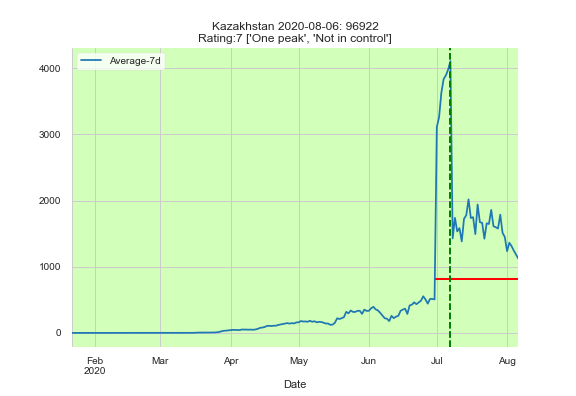 Kazakhstan 2020-08-06: 96922
Rating:7 ['One peak', 'Not in control']
Average-7d
4000
3000
2000
1000
0
Feb
2020
Mar
Apr
May
Jun
Jul
Aug
Date